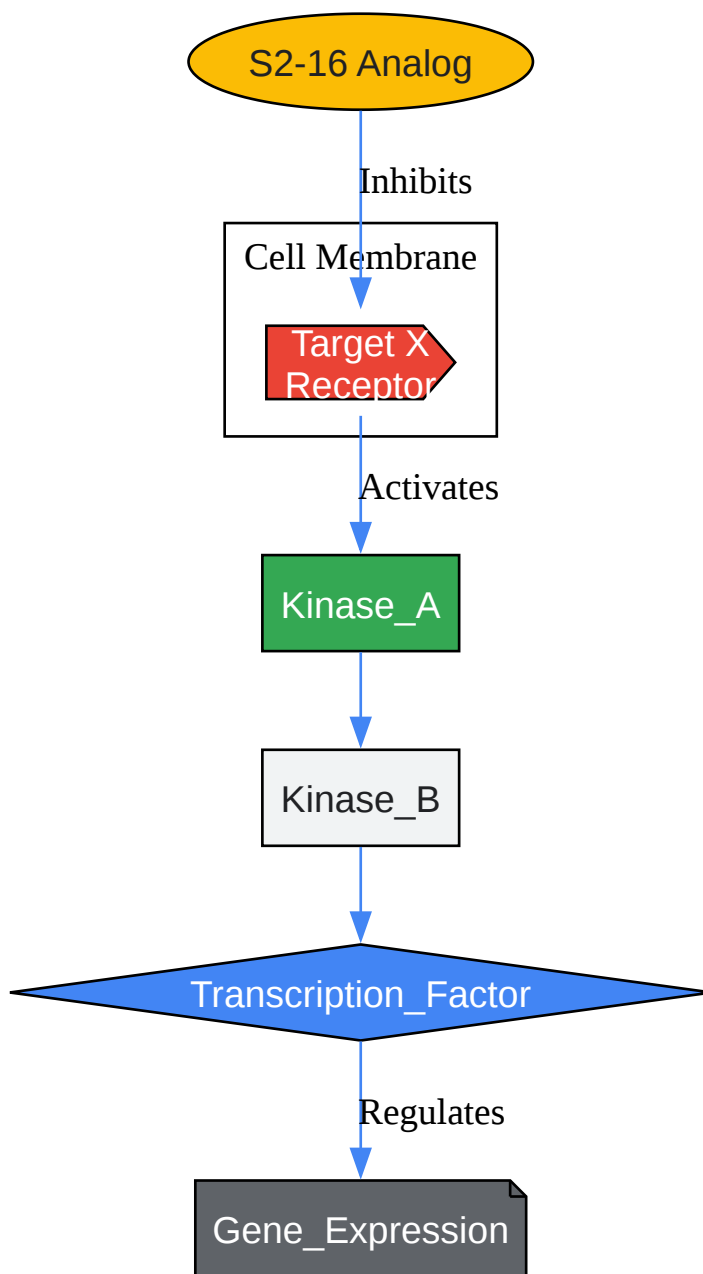 S2-16 Analog
Inhibits
Cell Membrane
Target X
Receptor
Activates
Kinase_A
Kinase_B
Transcription_Factor
Regulates
Gene_Expression